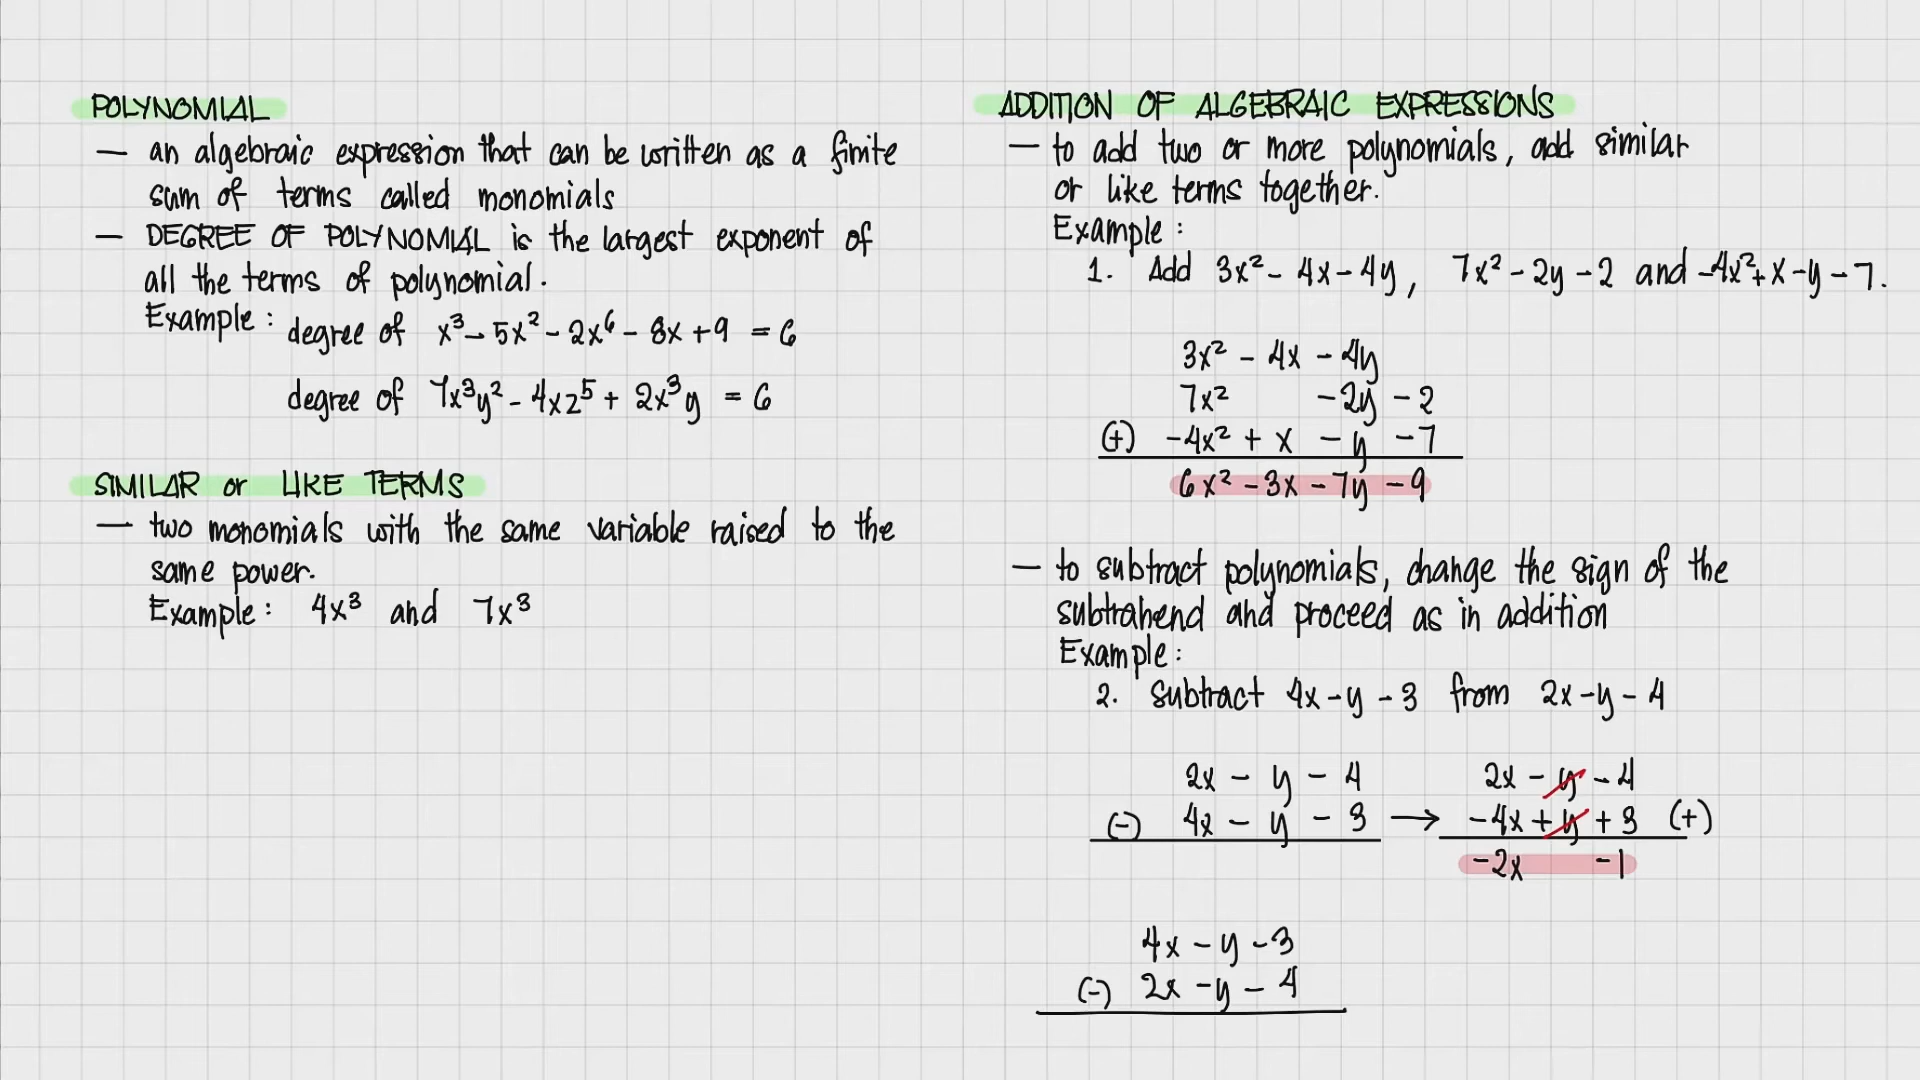 POLYNOMIAL
— an algebraic expression that can be written as a finite
sum of terms called monomials
— DEGREE OF POLYNOMIAL is the largest exponent of
all the terms of polynomial.
Example: degree of x³ - 5x² - 2x⁶ - 8x + 9 = 6
degree of 7x³y² - 4xz⁵ + 2x³y = 6
SIMILAR or LIKE TERMS
— two monomials with the same variable raised to the
same power.
Example: 4x³ and 7x³
ADDITION OF ALGEBRAIC EXPRESSIONS
— to add two or more polynomials, add similar
or like terms together.
Example:
1. Add 3x² - 4x - 4y, 7x² - 2y - 2 and -4x² + x - y - 7.
3x² - 4x - 4y
7x² - 2y - 2
(+) -4x² + x - y - 7
6x² - 3x - 7y - 9
— to subtract polynomials, change the sign of the
subtrahend and proceed as in addition
Example:
2. Subtract 4x - y - 3 from 2x - y - 4
2x - y - 4 2x - y - 4
(-) 4x - y - 3 → -4x + y + 3 (+)
-2x -1
4x - y - 3
(-) 2x - y - 4